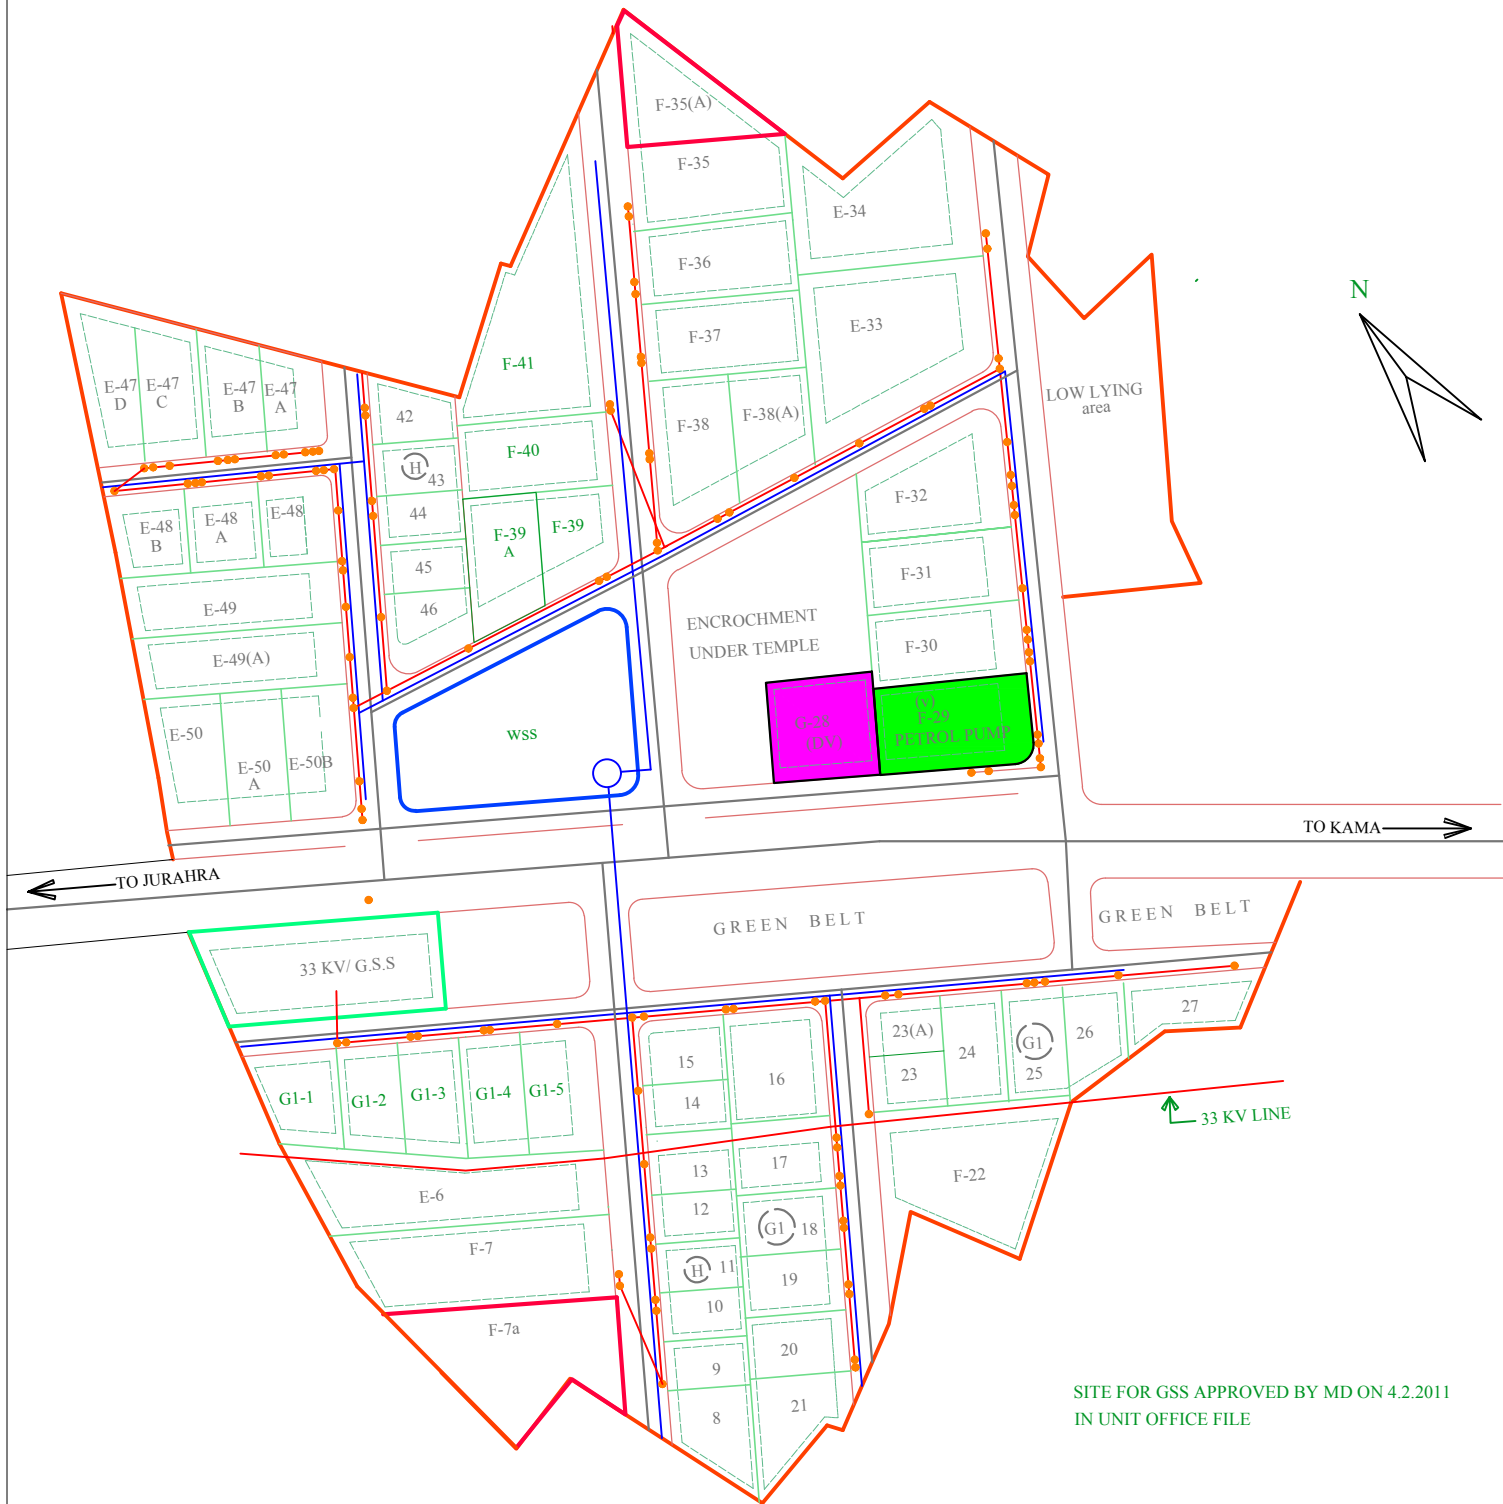 F-35(A)
F-35
E-34
F-36
N
E-33
F-37
F-41
E-47
D
E-47
C
E-47
B
E-47
A
LOW LYING
area
42
F-38
F-38(A)
F-40
H
43
F-32
44
E-48
B
E-48
A
E-48
F-39
A
F-39
45
F-31
46
E-49
ENCROCHMENT
UNDER TEMPLE
F-30
E-49(A)
(v)
F-29
PETROL PUMP
(DV)
E-50
E-50
A
E-50B
WSS
TO KAMA
TO JURAHRA
GREEN BELT
GREEN BELT
33 KV/ G.S.S
27
23(A)
G1
26
24
25
23
15
16
14
G1-1
G1-2
G1-3
G1-4
G1-5
33 KV LINE
13
17
F-22
E-6
12
G1
18
F-7
H
11
19
10
F-7a
20
9
21
8
SITE FOR GSS APPROVED BY MD ON 4.2.2011
IN UNIT OFFICE FILE